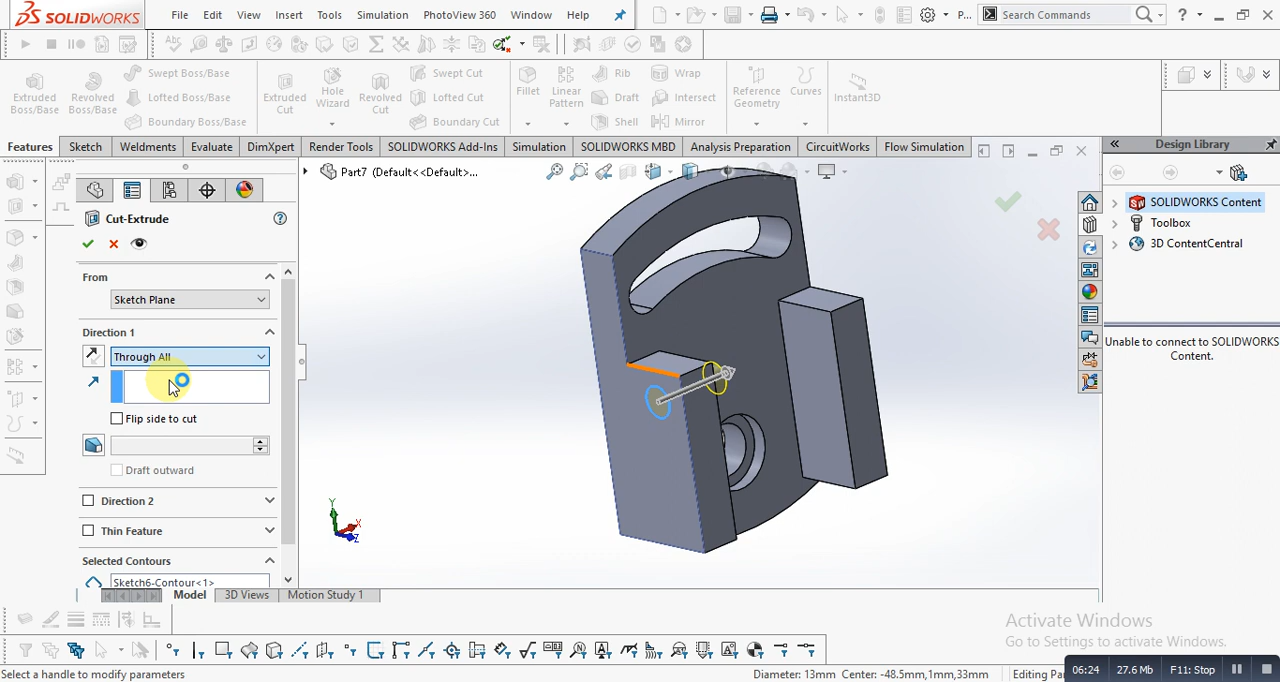 SOLIDWORKS File Edit View Insert Tools Simulation PhotoView 360 Window Help P... Search Commands ?
Extruded Boss/Base
Revolved Boss/Base
Swept Boss/Base
Lofted Boss/Base
Boundary Boss/Base
Extruded Cut
Hole Wizard
Revolved Cut
Swept Cut
Lofted Cut
Boundary Cut
Fillet
Linear Pattern
Rib
Draft
Shell
Wrap
Intersect
Mirror
Reference Geometry
Curves
Instant3D
Features Sketch Weldments Evaluate DimXpert Render Tools SOLIDWORKS Add-Ins Simulation SOLIDWORKS MBD Analysis Preparation CircuitWorks Flow Simulation
Design Library
Part7 (Default<<Default>...
SOLIDWORKS Content
Toolbox
3D ContentCentral
Unable to connect to SOLIDWORKS
Content.
Cut-Extrude
From
Sketch Plane
Direction 1
Through All
Flip side to cut
Draft outward
Direction 2
Thin Feature
Selected Contours
Sketch6-Contour<1>
Y
X
Z
Model 3D Views Motion Study 1
Activate Windows
Go to Settings to activate Windows.
Select a handle to modify parameters
Diameter: 13mm Center: -48.5mm,1mm,33mm
Editing Pa
06:24 27.6 Mb F11: Stop